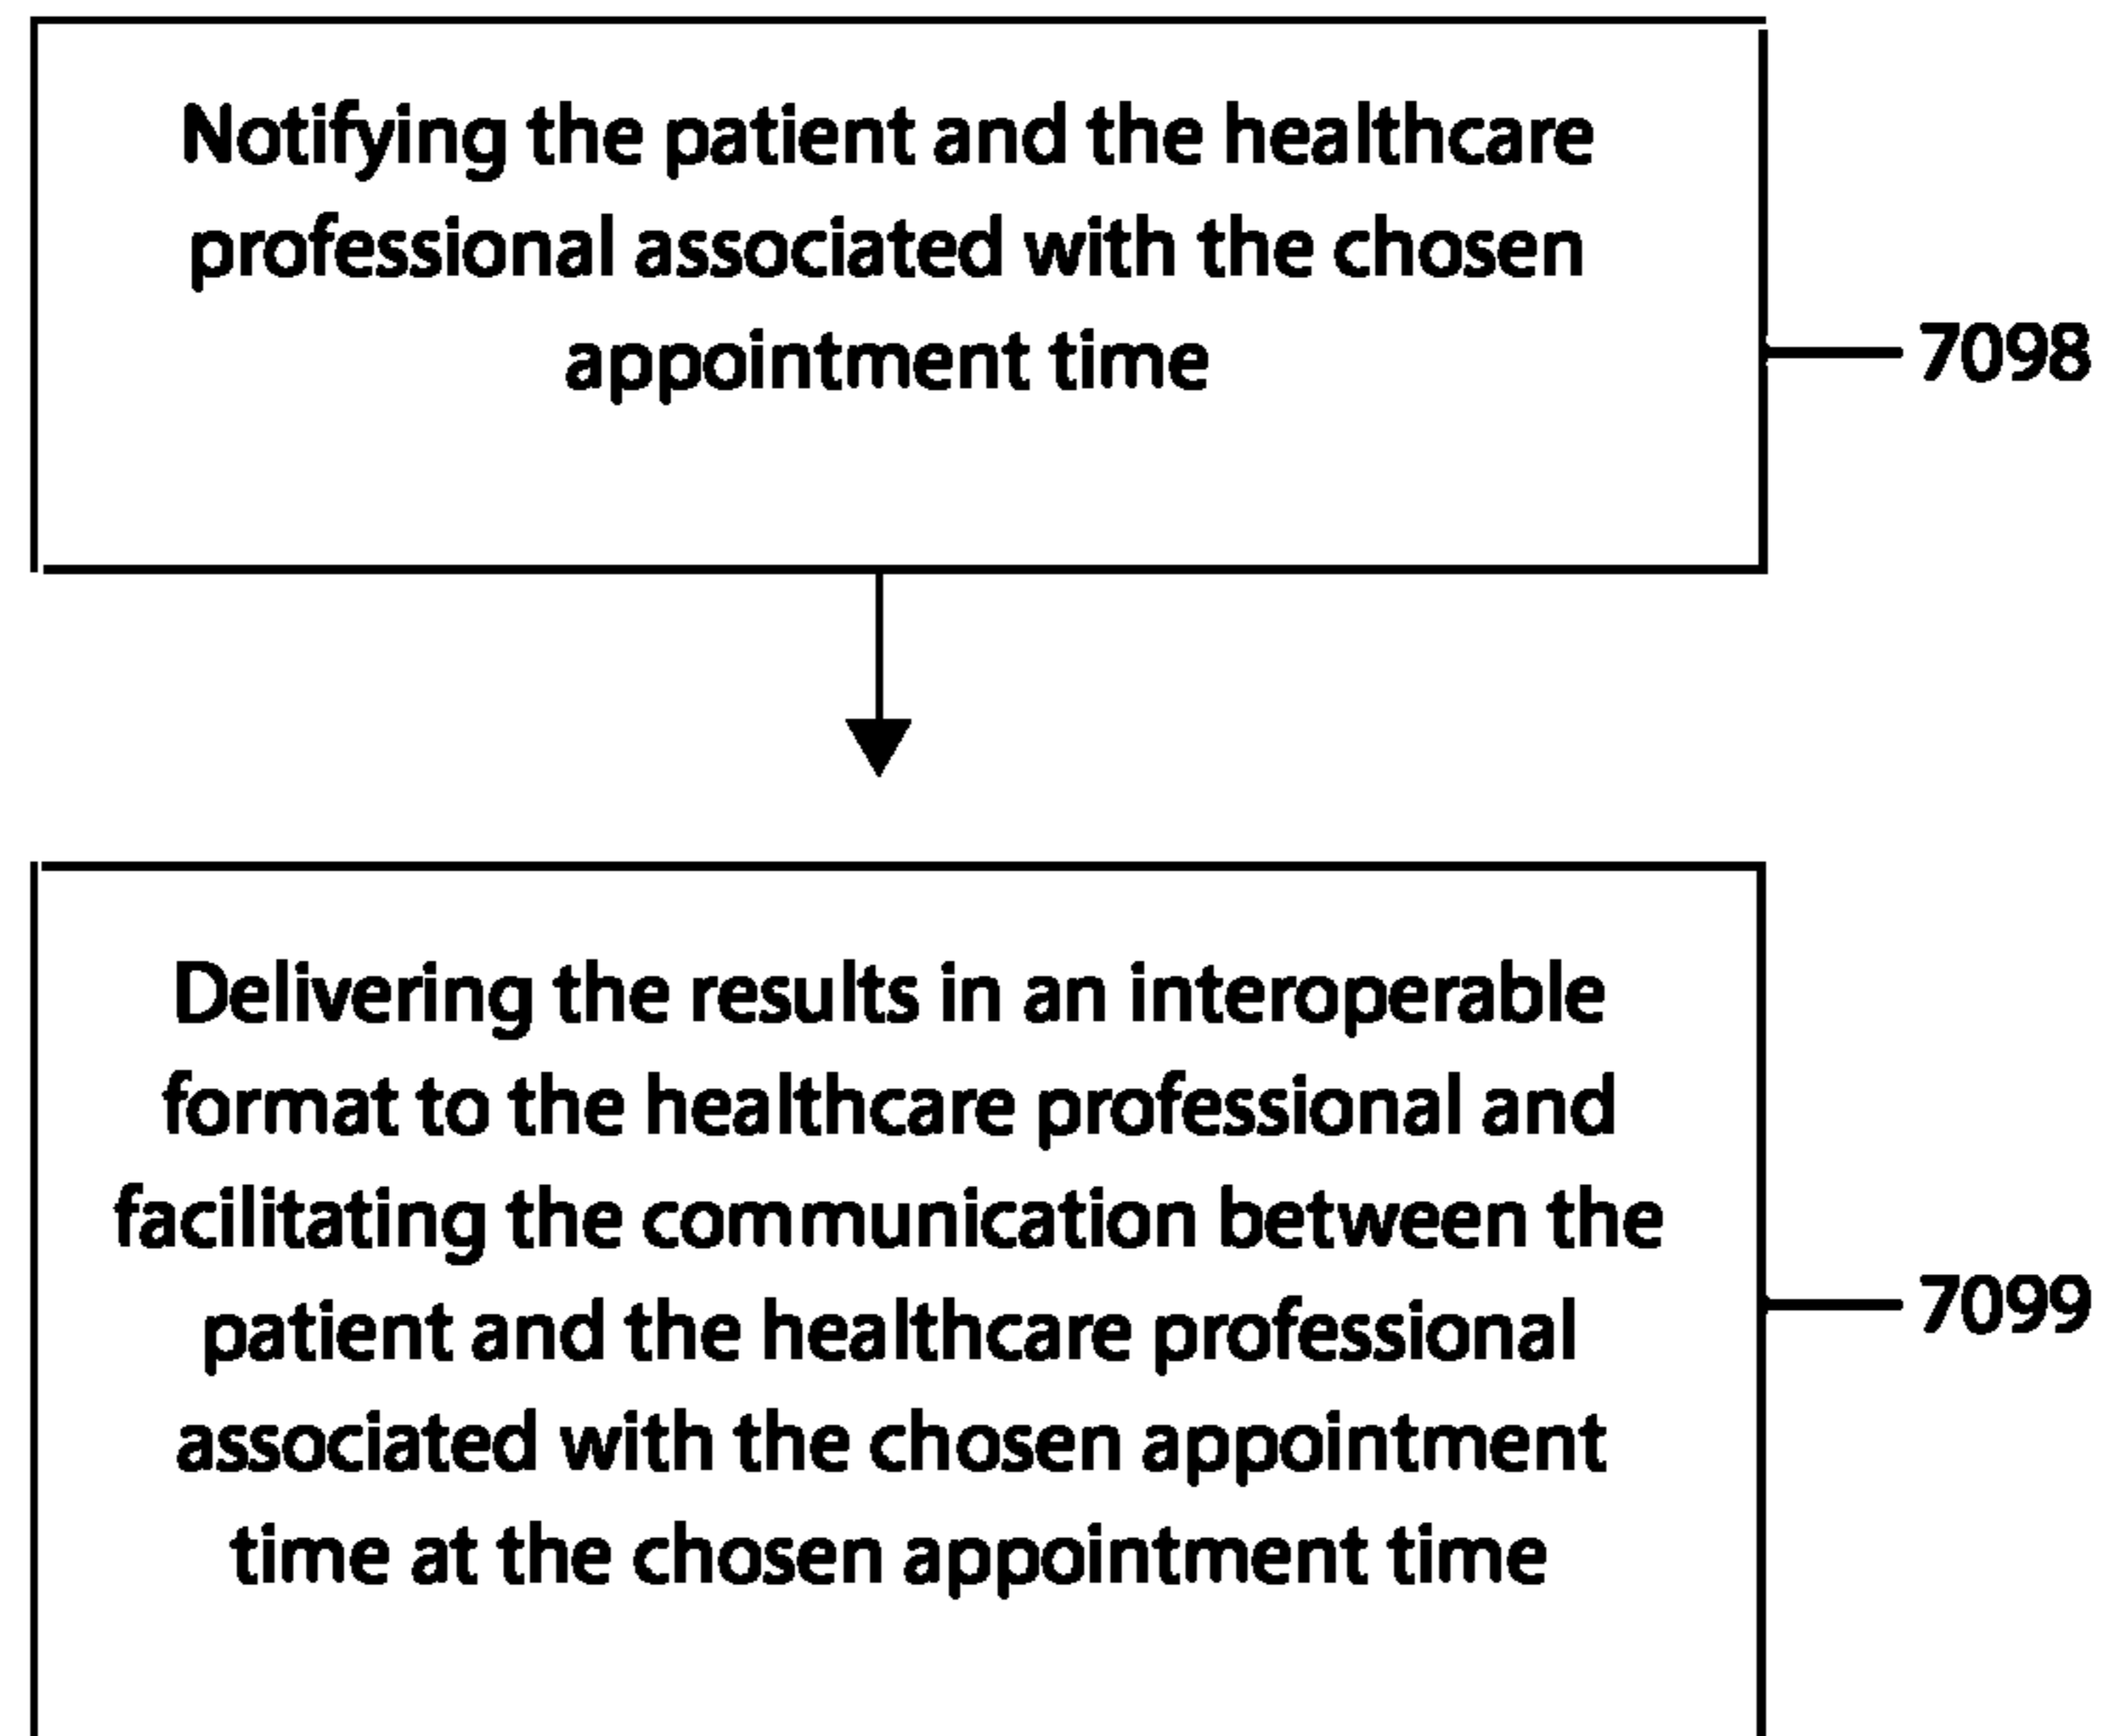 Notifying the patient and the healthcare
professional associated with the chosen
appointment time
7098
Delivering the results in an interoperable
format to the healthcare professional and
facilitating the communication between the
patient and the healthcare professional
associated with the chosen appointment
time at the chosen appointment time
7099